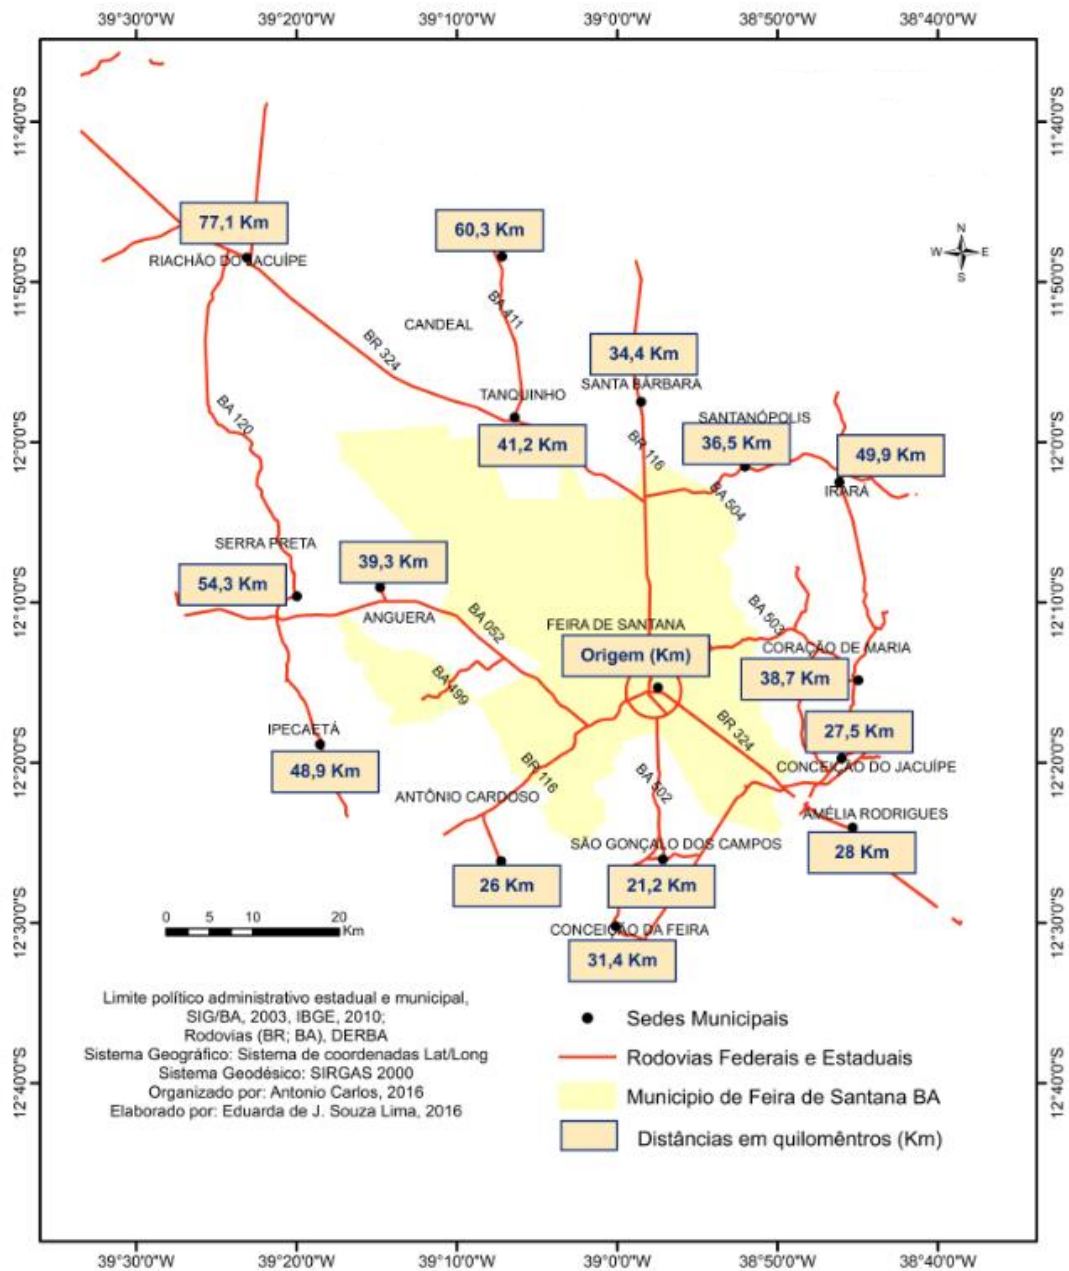 39°30'0"W 39°20'0"W 39°10'0"W 39°0'0"W 38°50'0"W 38°40'0"W
11°40'0"S 11°40'0"S
77,1 Km
60,3 Km
N
W E
S
RIACHÃO DO JACUÍPE
11°50'0"S 11°50'0"S
BA 411
CANDEAL
BR 324
34,4 Km
SANTA BÁRBARA
TANQUINHO
BA 120
SANTANÓPOLIS
41,2 Km
BR 116
36,5 Km
49,9 Km
12°0'0"S 12°0'0"S
IRARÁ
BA 504
SERRA PRETA
39,3 Km
54,3 Km
12°10'0"S 12°10'0"S
ANGUERA
BA 052
FEIRA DE SANTANA
BA 503
Origem (Km)
CORAÇÃO DE MARIA
38,7 Km
BA 499
IPECAETÁ
BR 324
27,5 Km
48,9 Km
12°20'0"S 12°20'0"S
BR 116
BA 502
CONCEIÇÃO DO JACUÍPE
ANTÔNIO CARDOSO
AMÉLIA RODRIGUES
SÃO GONÇALO DOS CAMPOS
28 Km
26 Km
21,2 Km
0 5 10 20
Km
12°30'0"S 12°30'0"S
CONCEIÇÃO DA FEIRA
31,4 Km
Limite político administrativo estadual e municipal,
SIG/BA, 2003, IBGE, 2010;
Rodovias (BR; BA), DERBA
Sistema Geográfico: Sistema de coordenadas Lat/Long
Sistema Geodésico: SIRGAS 2000
Organizado por: Antonio Carlos, 2016
Elaborado por: Eduarda de J. Souza Lima, 2016
Sedes Municipais
Rodovias Federais e Estaduais
12°40'0"S 12°40'0"S
Municipio de Feira de Santana BA
Distâncias em quilomêntros (Km)
39°30'0"W 39°20'0"W 39°10'0"W 39°0'0"W 38°50'0"W 38°40'0"W